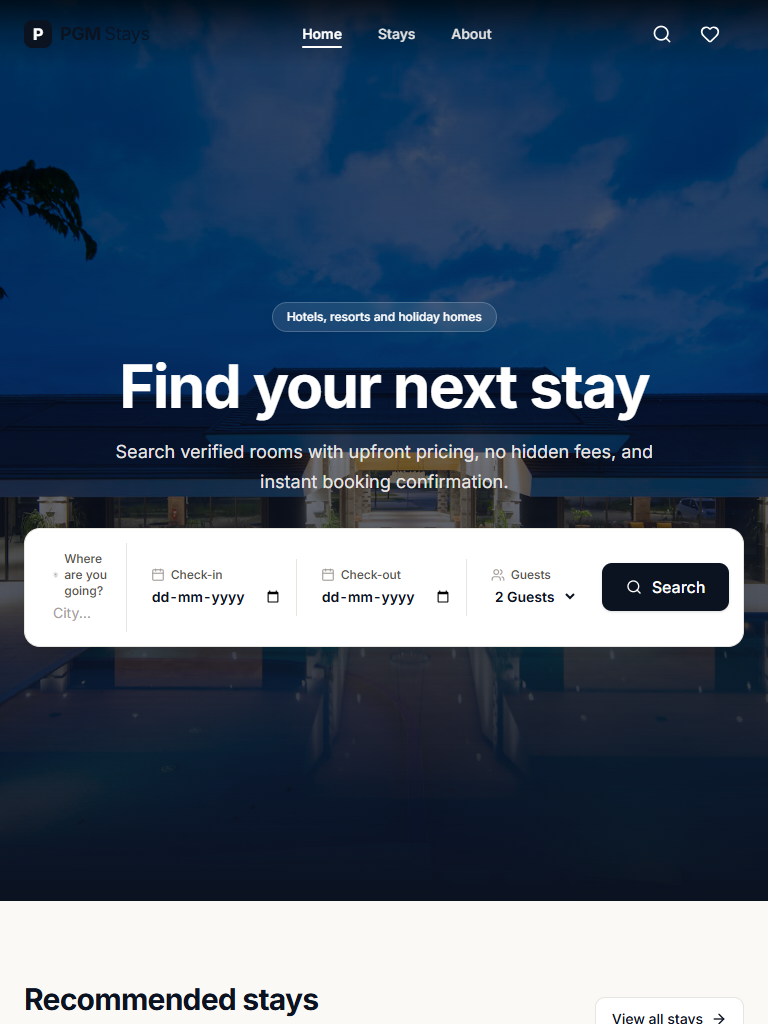 P PGM Stays
Home Stays About
Hotels, resorts and holiday homes
Find your next stay
Search verified rooms with upfront pricing, no hidden fees, and
instant booking confirmation.
Where
are you
going?
City...
Check-in
dd-mm-yyyy
Check-out
dd-mm-yyyy
Guests
2 Guests
Search
Recommended stays
View all stays